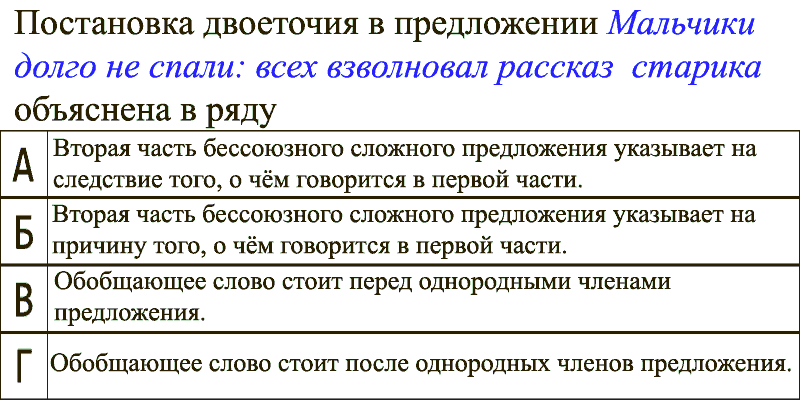 Постановка двоеточия в предложении Мальчики
долго не спали: всех взволновал рассказ старика
объяснена в ряду
А
Вторая часть бессоюзного сложного предложения указывает на
следствие того, о чём говорится в первой части.
Б
Вторая часть бессоюзного сложного предложения указывает на
причину того, о чём говорится в первой части.
В
Обобщающее слово стоит перед однородными членами
предложения.
Г
Обобщающее слово стоит после однородных членов предложения.